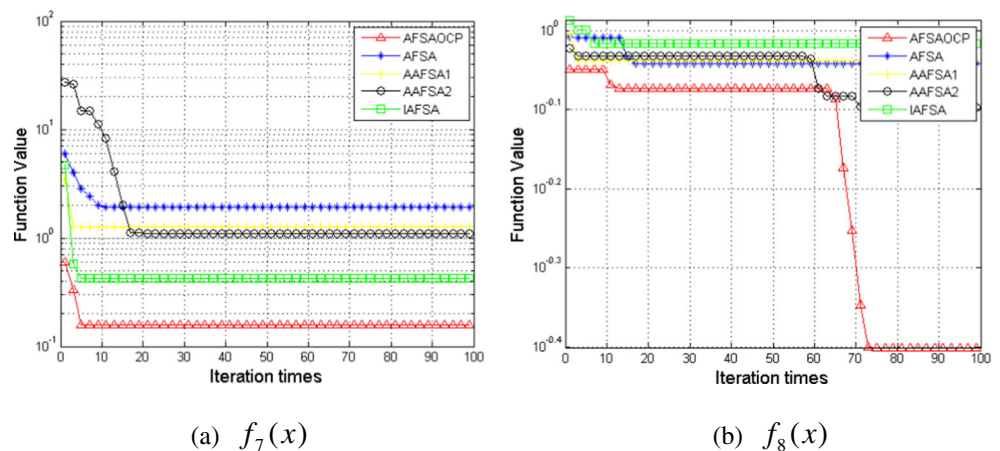 10^2
10^1
10^0
10^-1
Function Value
0 10 20 30 40 50 60 70 80 90 100
Iteration times
AFSAOCP
AFSA
AAFSA1
AAFSA2
IAFSA
(a) f_7(x)
10^0
10^-0.1
10^-0.2
10^-0.3
10^-0.4
Function Value
0 10 20 30 40 50 60 70 80 90 100
Iteration times
AFSAOCP
AFSA
AAFSA1
AAFSA2
IAFSA
(b) f_8(x)